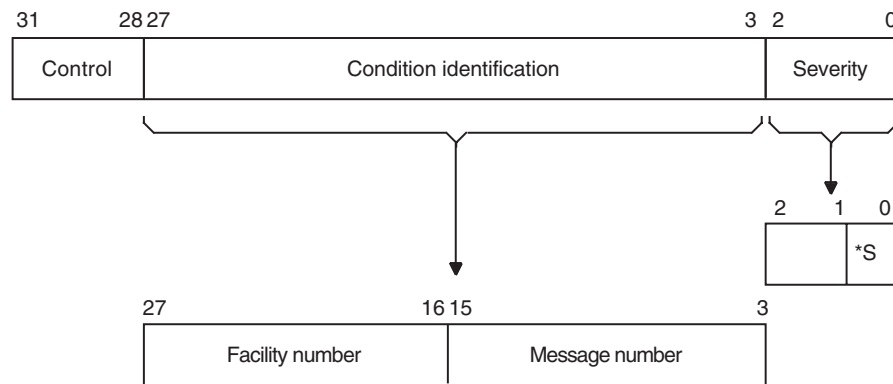 31 28 27 3 2 0
Control Condition identification Severity
2 1 0
*S
27 16 15 3
Facility number Message number